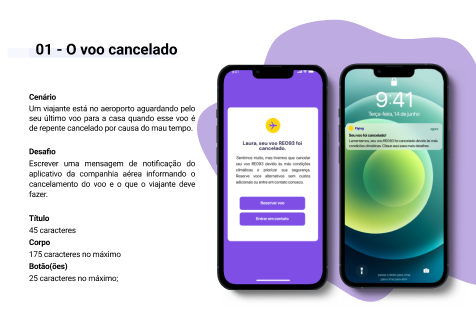 01 - O voo cancelado
Cenário
Um viajante está no aeroporto aguardando pelo
seu último voo para a casa quando esse voo é
de repente cancelado por causa do mau tempo.
Desafio
Escrever uma mensagem de notificação do
aplicativo da companhia aérea informando o
cancelamento do voo e o que o viajante deve
fazer.
Título
45 caracteres
Corpo
175 caracteres no máximo
Botão(ões)
25 caracteres no máximo;
Laura, seu voo REO93 foi
cancelado.
Sentimos muito, mas tivemos que cancelar
seu voo REO93 devido às más condições
climáticas e priorizar sua segurança.
Reserve voos alternativos sem custos
adicionais ou entre em contato conosco.
Reservar voo
Entrar em contato
9:41
Terça-feira, 14 de junho
Flying
agora
Seu voo foi cancelado!
Lamentamos, seu voo REO93 foi cancelado devido às más
condições climáticas. Clique aqui para mais detalhes.